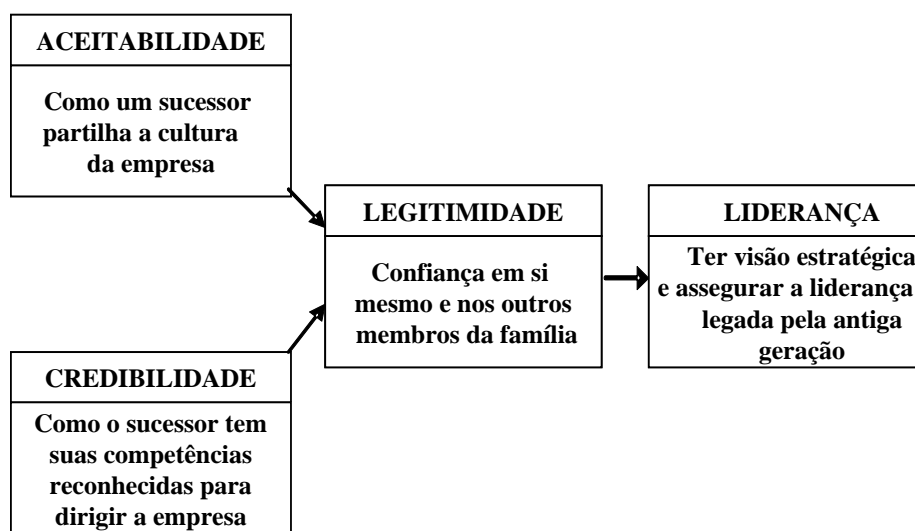 ACEITABILIDADE
Como um sucessor
partilha a cultura
da empresa
LEGITIMIDADE
Confiança em si
mesmo e nos outros
membros da família
LIDERANÇA
Ter visão estratégica
e assegurar a liderança
legada pela antiga
geração
CREDIBILIDADE
Como o sucessor tem
suas competências
reconhecidas para
dirigir a empresa